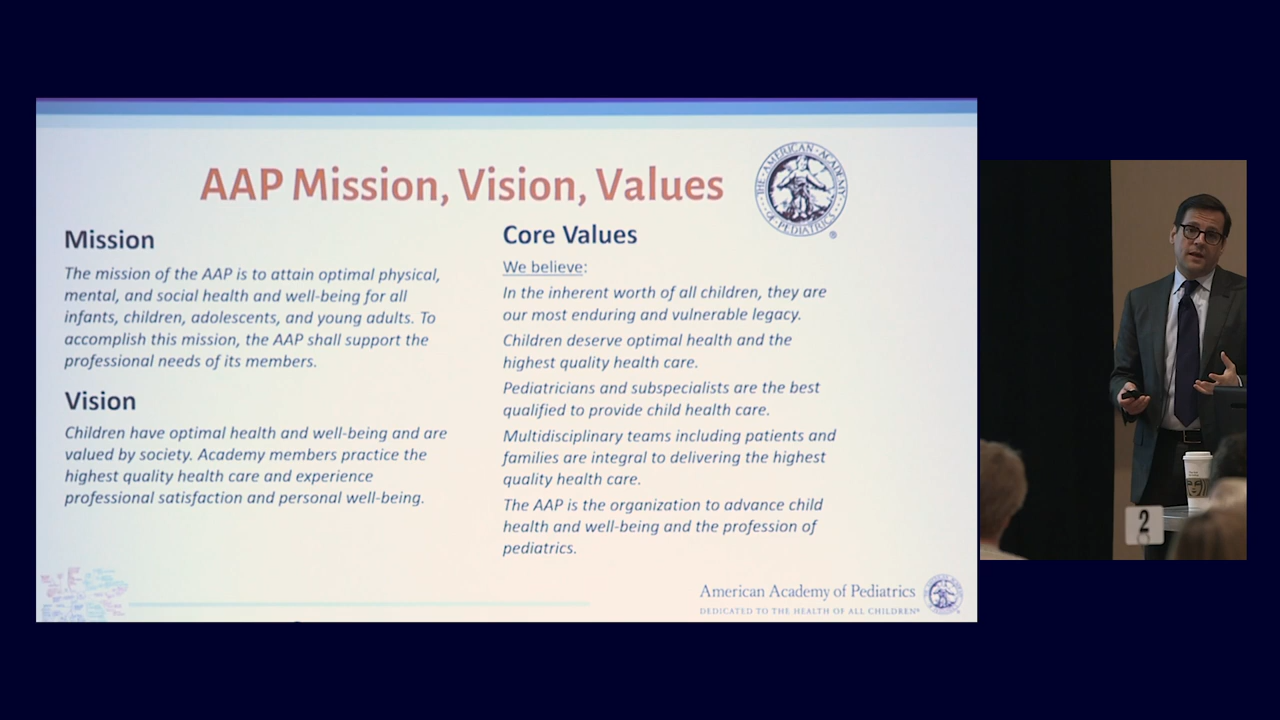 AAP Mission, Vision, Values
THE AMERICAN ACADEMY OF PEDIATRICS
®
Mission
The mission of the AAP is to attain optimal physical,
mental, and social health and well-being for all
infants, children, adolescents, and young adults. To
accomplish this mission, the AAP shall support the
professional needs of its members.
Vision
Children have optimal health and well-being and are
valued by society. Academy members practice the
highest quality health care and experience
professional satisfaction and personal well-being.
Core Values
We believe:
In the inherent worth of all children, they are
our most enduring and vulnerable legacy.
Children deserve optimal health and the
highest quality health care.
Pediatricians and subspecialists are the best
qualified to provide child health care.
Multidisciplinary teams including patients and
families are integral to delivering the highest
quality health care.
The AAP is the organization to advance child
health and well-being and the profession of
pediatrics.
American Academy of Pediatrics
DEDICATED TO THE HEALTH OF ALL CHILDREN®
2